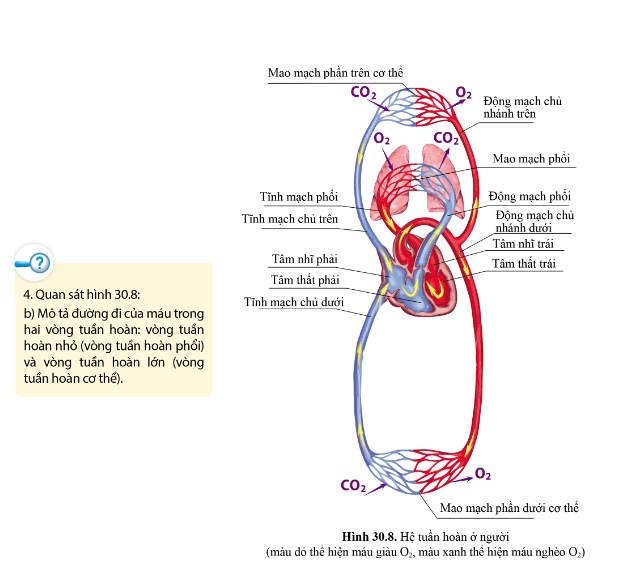 Mao mạch phần trên cơ thể
CO₂
O₂
Động mạch chủ
nhánh trên
O₂
CO₂
Mao mạch phổi
Tĩnh mạch phổi
Động mạch phổi
Tĩnh mạch chủ trên
Động mạch chủ
nhánh dưới
Tâm nhĩ trái
Tâm nhĩ phải
Tâm thất trái
Tâm thất phải
Tĩnh mạch chủ dưới
?
4. Quan sát hình 30.8:
b) Mô tả đường đi của máu trong
hai vòng tuần hoàn: vòng tuần
hoàn nhỏ (vòng tuần hoàn phổi)
và vòng tuần hoàn lớn (vòng
tuần hoàn cơ thể).
CO₂
O₂
Mao mạch phần dưới cơ thể
Hình 30.8. Hệ tuần hoàn ở người
(màu đỏ thể hiện máu giàu O₂, màu xanh thể hiện máu nghèo O₂)